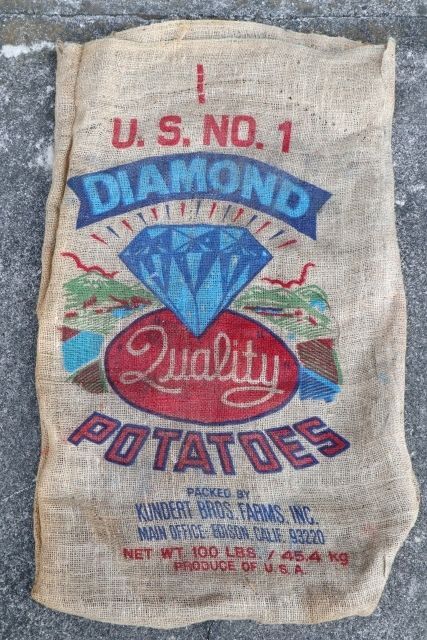 U. S. NO. 1
DIAMOND
Quality
POTATOES
PACKED BY
KUNDERT BROS. FARMS, INC.
MAIN OFFICE: EDISON, CALIF. 93220
NET WT. 100 LBS. / 45.4 Kg
PRODUCE OF U.S.A.